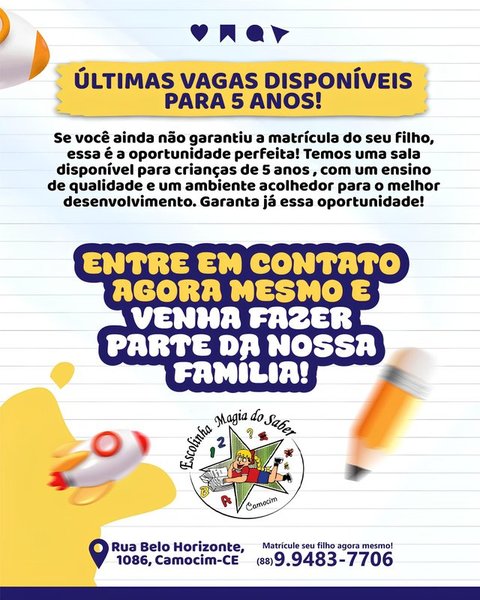 ÚLTIMAS VAGAS DISPONÍVEIS
PARA 5 ANOS!
Se você ainda não garantiu a matrícula do seu filho,
essa é a oportunidade perfeita! Temos uma sala
disponível para crianças de 5 anos , com um ensino
de qualidade e um ambiente acolhedor para o melhor
desenvolvimento. Garanta já essa oportunidade!
ENTRE EM CONTATO
AGORA MESMO E
VENHA FAZER
PARTE DA NOSSA
FAMÍLIA!
Escolinha Magia do Saber
1 2
A
Camocim
Rua Belo Horizonte,
1086, Camocim-CE
Matricule seu filho agora mesmo!
(88)9.9483-7706